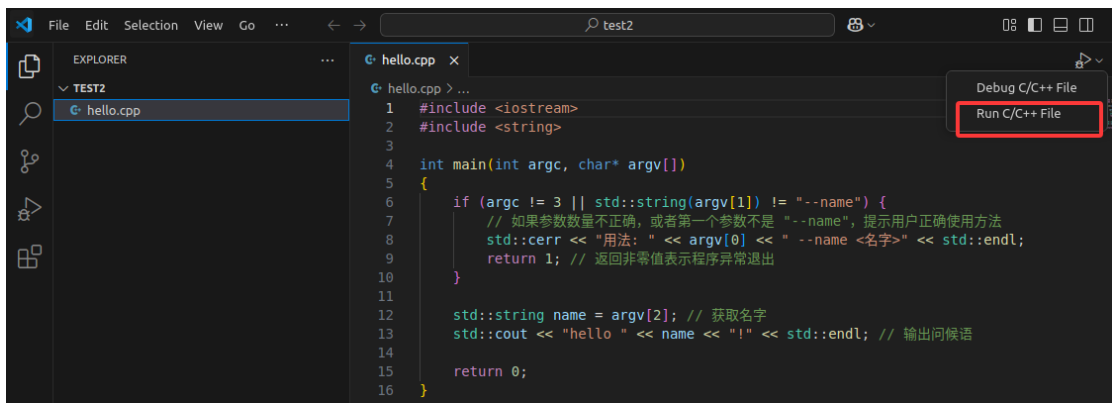 File Edit Selection View Go ··· test2
EXPLORER ···
TEST2
hello.cpp
hello.cpp ×
hello.cpp > ...
Debug C/C++ File
Run C/C++ File
1 #include <iostream>
2 #include <string>
3
4 int main(int argc, char* argv[])
5 {
6 if (argc != 3 || std::string(argv[1]) != "--name") {
7 // 如果参数数量不正确，或者第一个参数不是 "--name"，提示用户正确使用方法
8 std::cerr << "用法: " << argv[0] << " --name <名字>" << std::endl;
9 return 1; // 返回非零值表示程序异常退出
10 }
11
12 std::string name = argv[2]; // 获取名字
13 std::cout << "hello " << name << "!" << std::endl; // 输出问候语
14
15 return 0;
16 }